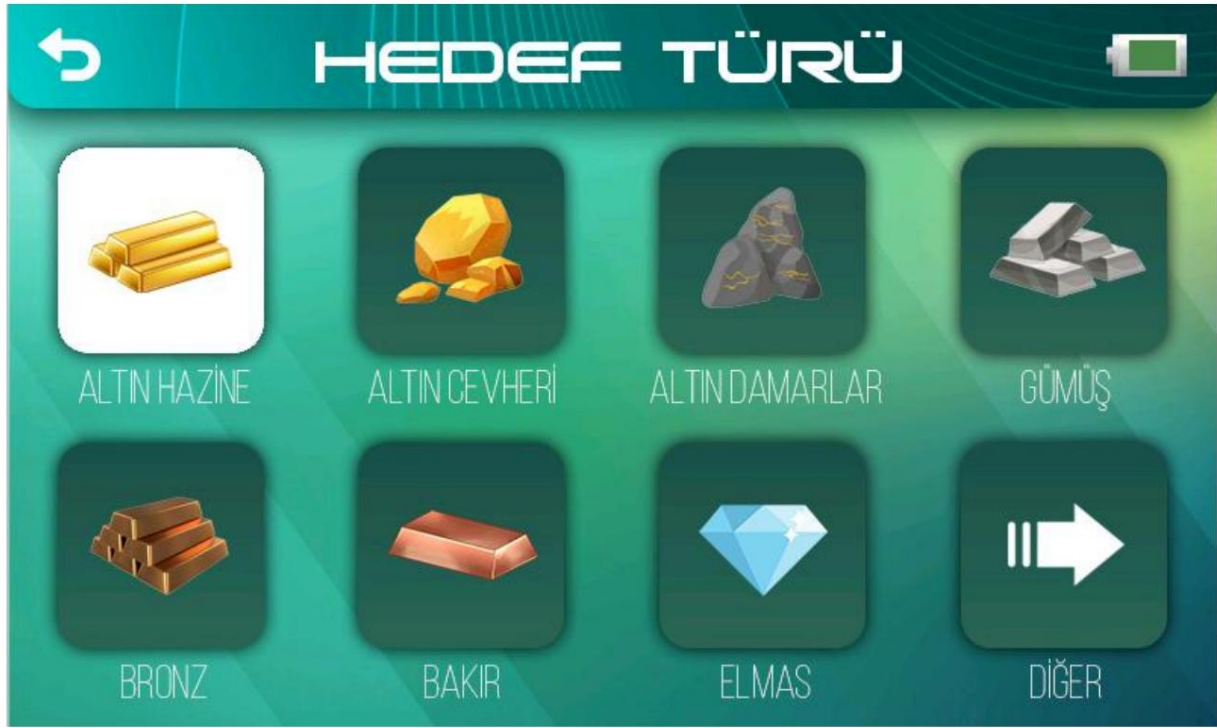 HEDEF TÜRÜ
ALTIN HAZİNE
ALTIN CEVHERİ
ALTIN DAMARLAR
GÜMÜŞ
BRONZ
BAKIR
ELMAS
DİĞER